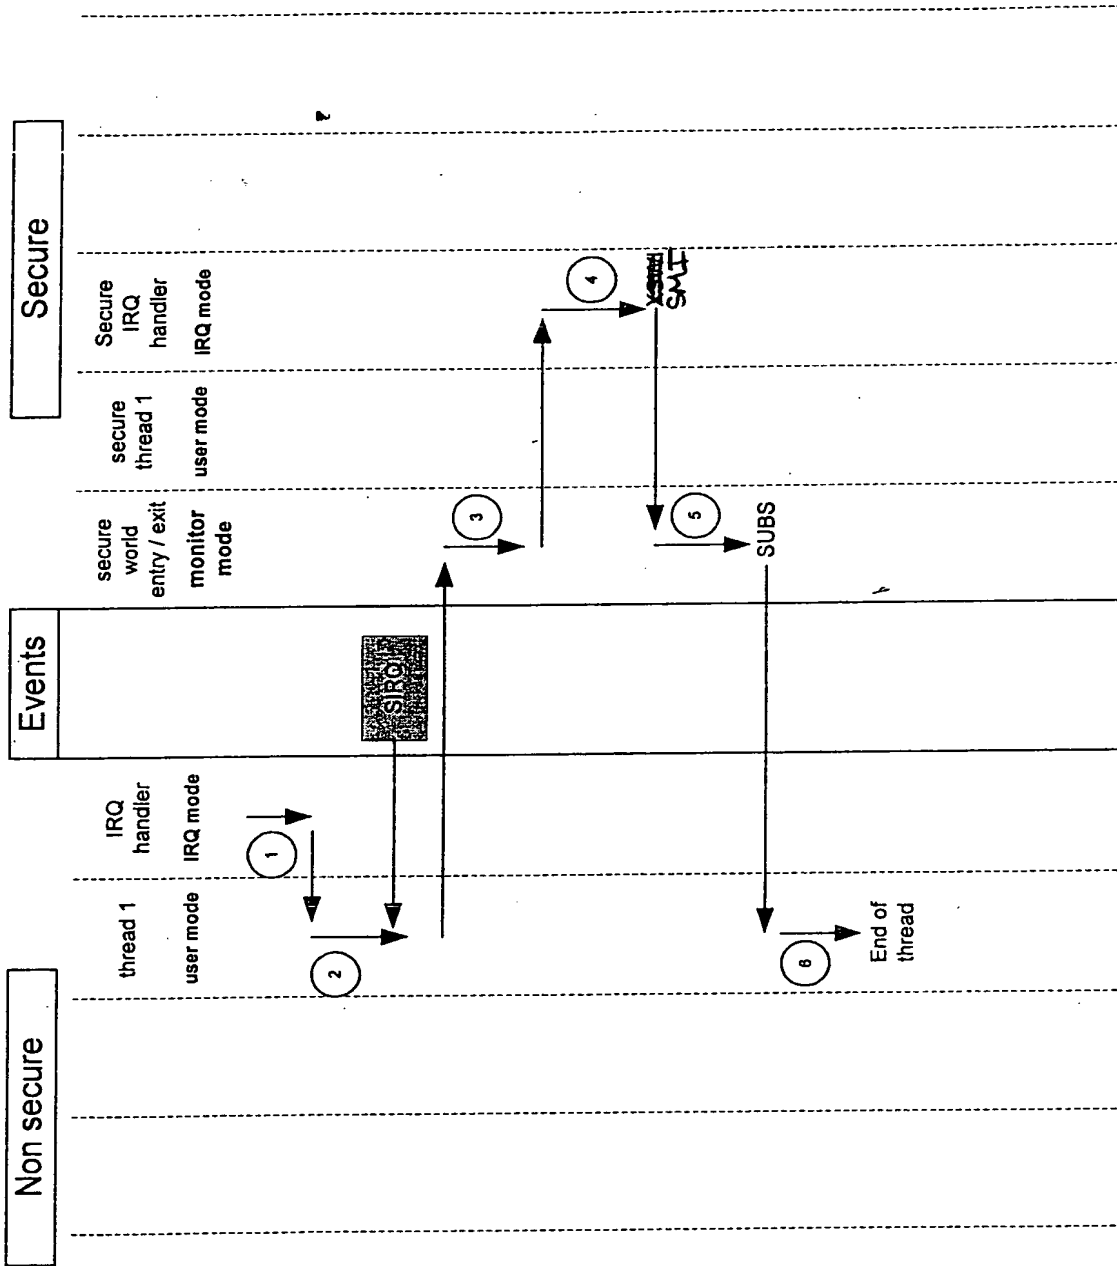 Non secure
Events
Secure
thread 1
user mode
IRQ
handler
IRQ mode
secure
world
entry / exit
monitor
mode
secure
thread 1
user mode
Secure
IRQ
handler
IRQ mode
1
2
SIRQ
3
4
SMI
5
SUBS
6
End of
thread